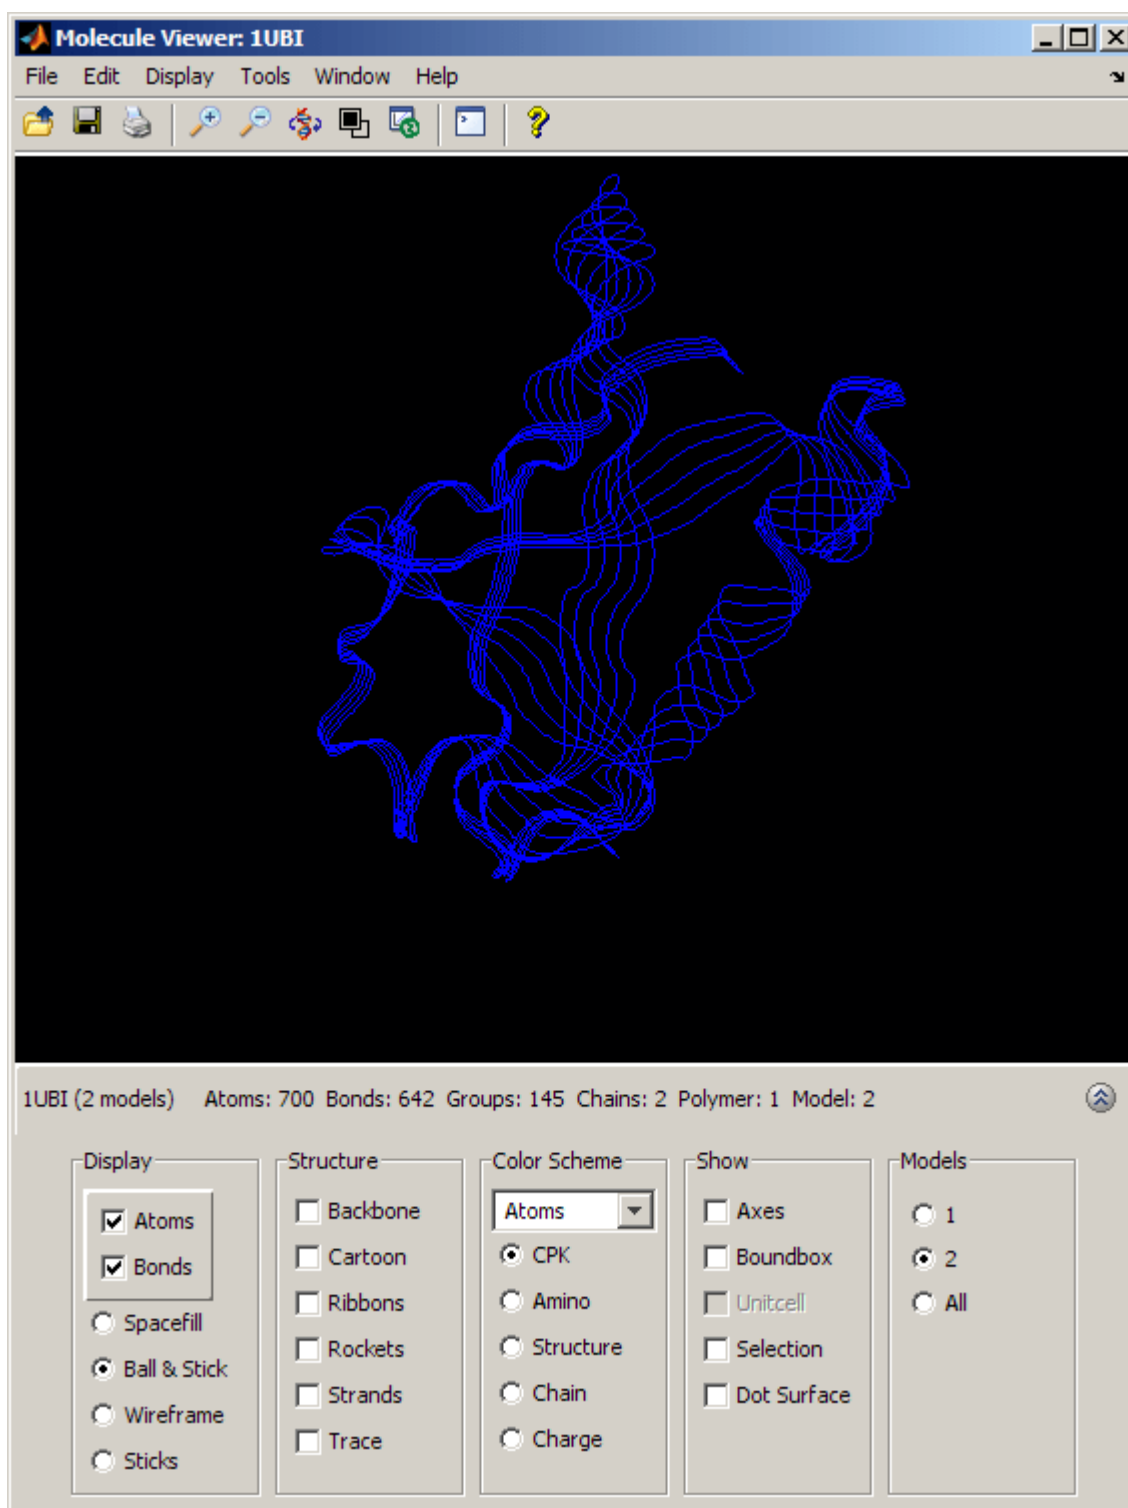 Molecule Viewer: 1UBI
File Edit Display Tools Window Help
1UBI (2 models) Atoms: 700 Bonds: 642 Groups: 145 Chains: 2 Polymer: 1 Model: 2
Display
Atoms
Bonds
Spacefill
Ball & Stick
Wireframe
Sticks
Structure
Backbone
Cartoon
Ribbons
Rockets
Strands
Trace
Color Scheme
Atoms
CPK
Amino
Structure
Chain
Charge
Show
Axes
Boundbox
Unitcell
Selection
Dot Surface
Models
1
2
All